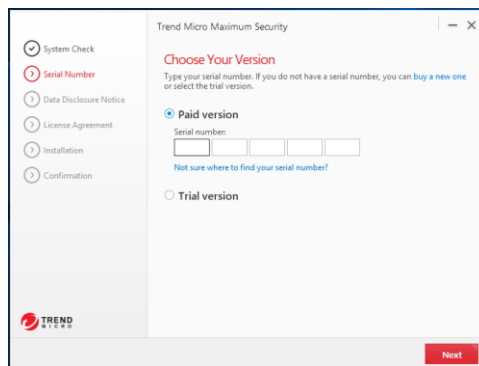 Trend Micro Maximum Security
System Check
Serial Number
Data Disclosure Notice
License Agreement
Installation
Confirmation
Choose Your Version
Type your serial number. If you do not have a serial number, you can buy a new one
or select the trial version.
Paid version
Serial number:
Not sure where to find your serial number?
Trial version
TREND
MICRO
Next